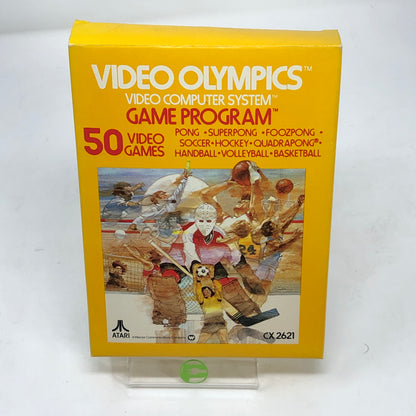 VIDEO OLYMPICS™
VIDEO COMPUTER SYSTEM™
GAME PROGRAM™
50 VIDEO GAMES
PONG • SUPERPONG • FOOZPONG •
SOCCER • HOCKEY • QUADRAPONG® •
HANDBALL • VOLLEYBALL • BASKETBALL
24
ATARI
CX 2621